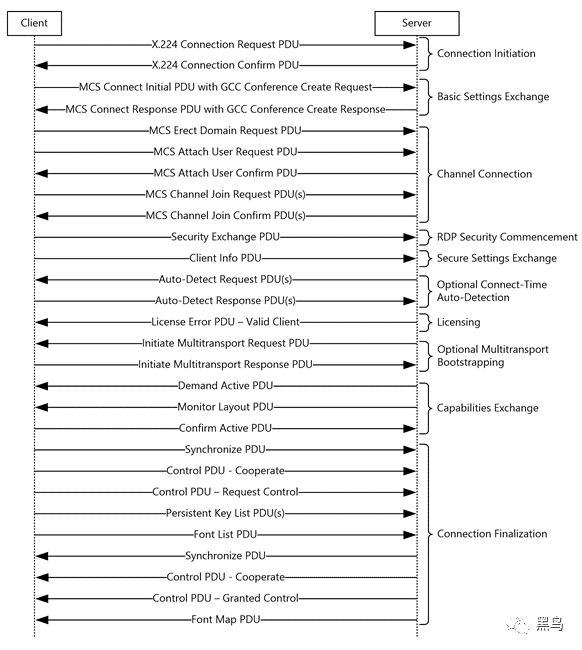 Client
Server
X.224 Connection Request PDU
X.224 Connection Confirm PDU
Connection Initiation
MCS Connect Initial PDU with GCC Conference Create Request
MCS Connect Response PDU with GCC Conference Create Response
Basic Settings Exchange
MCS Erect Domain Request PDU
MCS Attach User Request PDU
MCS Attach User Confirm PDU
MCS Channel Join Request PDU(s)
MCS Channel Join Confirm PDU(s)
Channel Connection
Security Exchange PDU
RDP Security Commencement
Client Info PDU
Secure Settings Exchange
Auto-Detect Request PDU(s)
Auto-Detect Response PDU(s)
Optional Connect-Time
Auto-Detection
License Error PDU – Valid Client
Licensing
Initiate Multitransport Request PDU
Initiate Multitransport Response PDU
Optional Multitransport
Bootstrapping
Demand Active PDU
Monitor Layout PDU
Confirm Active PDU
Capabilities Exchange
Synchronize PDU
Control PDU - Cooperate
Control PDU – Request Control
Persistent Key List PDU(s)
Font List PDU
Synchronize PDU
Control PDU - Cooperate
Control PDU – Granted Control
Font Map PDU
Connection Finalization
黑鸟